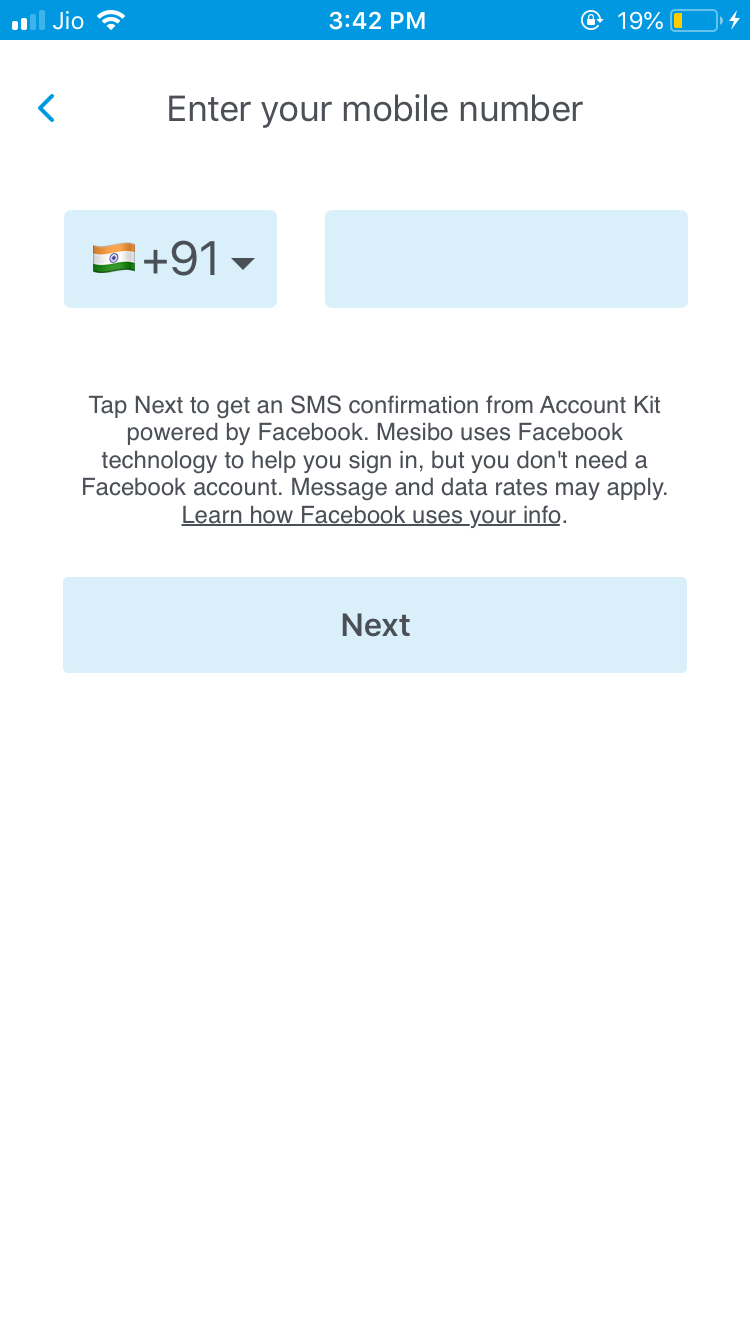 Jio 3:42 PM 19%
Enter your mobile number
+91
Tap Next to get an SMS confirmation from Account Kit
powered by Facebook. Mesibo uses Facebook
technology to help you sign in, but you don't need a
Facebook account. Message and data rates may apply.
Learn how Facebook uses your info.
Next